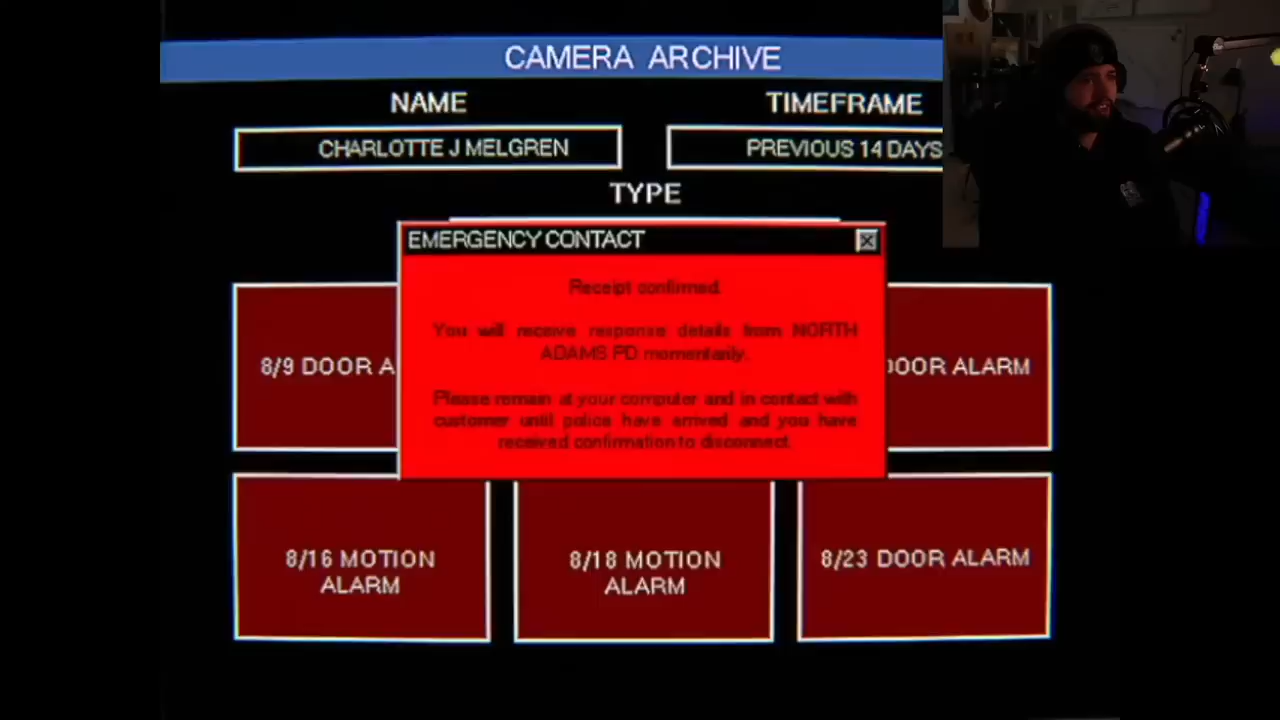 CAMERA ARCHIVE
NAME
TIMEFRAME
CHARLOTTE J MELGREN
PREVIOUS 14 DAYS
TYPE
EMERGENCY CONTACT
Receipt confirmed.
You will receive response details from NORTH
ADAMS PD momentarily.
Please remain at your computer and in contact with
customer until police have arrived and you have
received confirmation to disconnect.
8/9 DOOR A
DOOR ALARM
8/16 MOTION
ALARM
8/18 MOTION
ALARM
8/23 DOOR ALARM